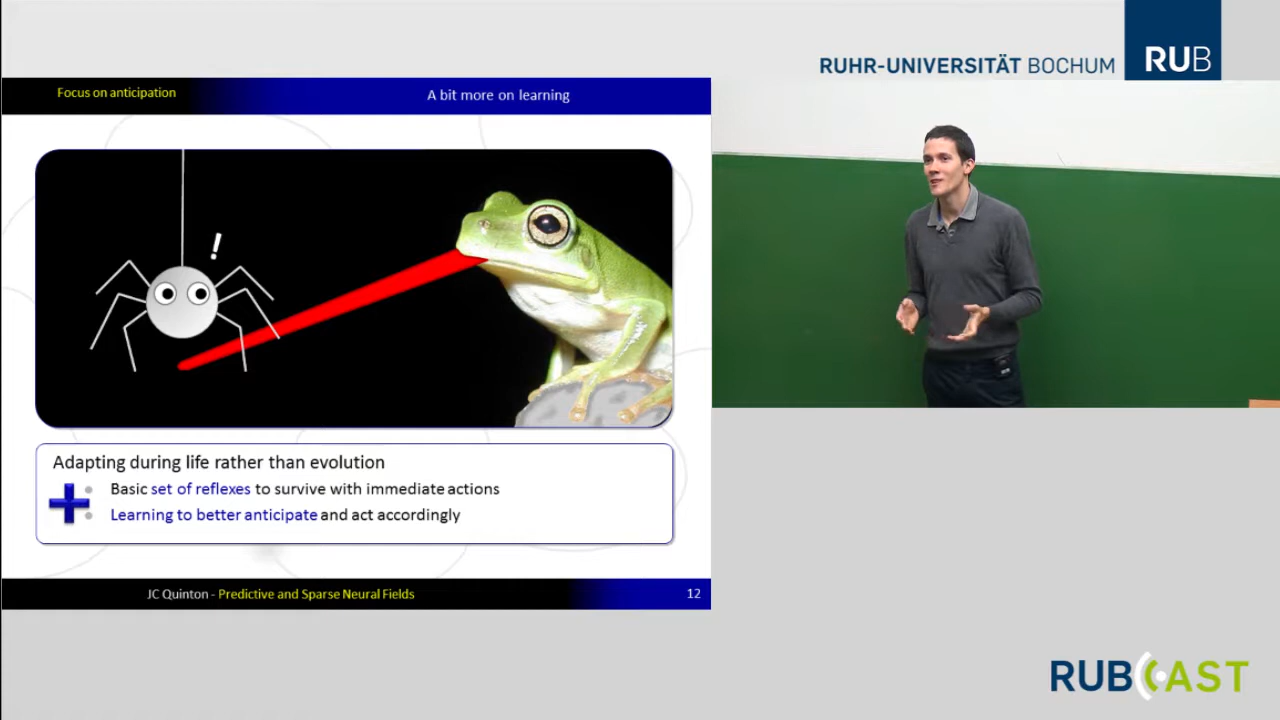 RUHR-UNIVERSITÄT BOCHUM
RUB
Focus on anticipation
A bit more on learning
!
Adapting during life rather than evolution
Basic set of reflexes to survive with immediate actions
Learning to better anticipate and act accordingly
JC Quinton - Predictive and Sparse Neural Fields
12
RUBCAST